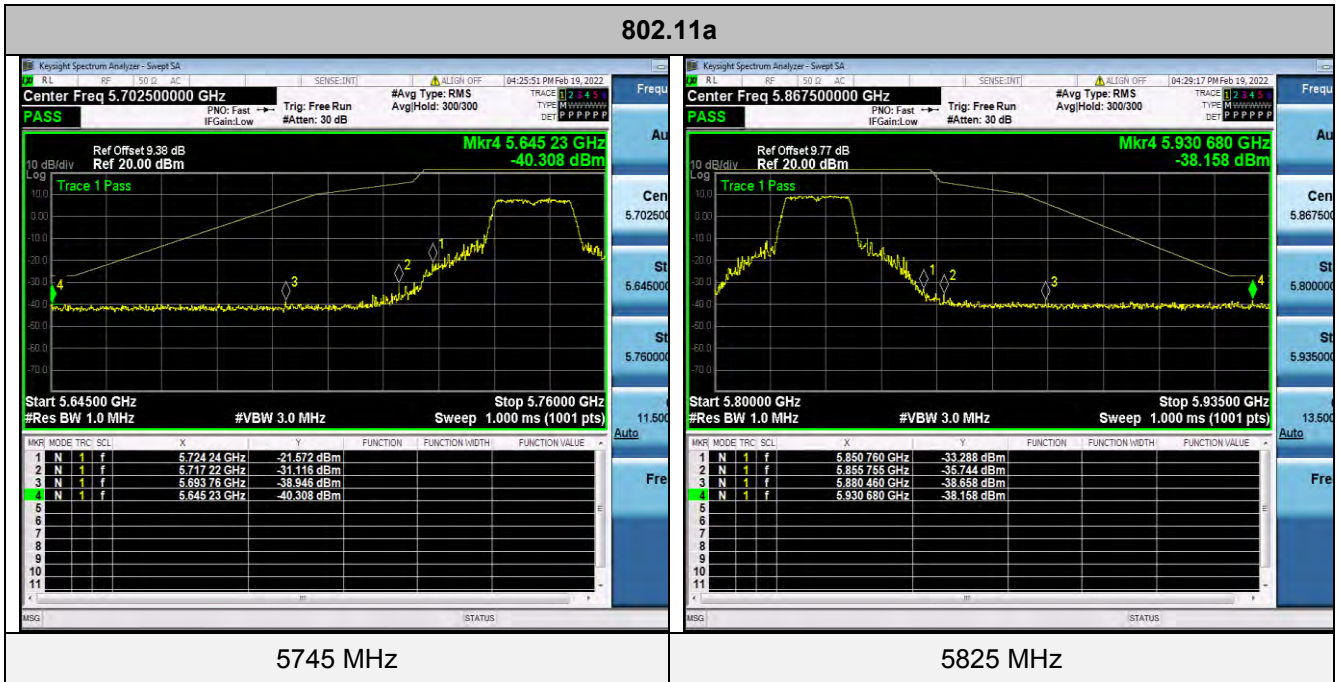 802.11a
Keysight Spectrum Analyzer - Swept SA
RL RF 50 Ω AC SENSE:INT ALIGN OFF 04:25:51 PM Feb 19, 2022
Center Freq 5.702500000 GHz
PNO: Fast
IFGain:Low
Trig: Free Run
#Atten: 30 dB
#Avg Type: RMS
Avg|Hold: 300/300
TRACE 1 2 3 4 5 6
TYPE M W W W W W
DET P P P P P P
PASS
Ref Offset 9.38 dB
Ref 20.00 dBm
10 dB/div
Log
Mkr4 5.645 23 GHz
-40.308 dBm
Trace 1 Pass
10.0
0.00
-10.0
-20.0
-30.0
-40.0
-50.0
-60.0
-70.0
1
2
3
4
Start 5.64500 GHz Stop 5.76000 GHz
#Res BW 1.0 MHz #VBW 3.0 MHz Sweep 1.000 ms (1001 pts)
MKR MODE TRC SCL X Y FUNCTION FUNCTION WIDTH FUNCTION VALUE
1 N 1 f 5.724 24 GHz -21.572 dBm
2 N 1 f 5.717 22 GHz -31.116 dBm
3 N 1 f 5.693 76 GHz -38.946 dBm
4 N 1 f 5.645 23 GHz -40.308 dBm
5
6
7
8
9
10
11
MSG STATUS
Frequ
Au
Cen
5.702500
St
5.645000
St
5.760000
11.500
Auto
Fre
5745 MHz
Keysight Spectrum Analyzer - Swept SA
RL RF 50 Ω AC SENSE:INT ALIGN OFF 04:29:17 PM Feb 19, 2022
Center Freq 5.867500000 GHz
PNO: Fast
IFGain:Low
Trig: Free Run
#Atten: 30 dB
#Avg Type: RMS
Avg|Hold: 300/300
TRACE 1 2 3 4 5 6
TYPE M W W W W W
DET P P P P P P
PASS
Ref Offset 9.77 dB
Ref 20.00 dBm
10 dB/div
Log
Mkr4 5.930 680 GHz
-38.158 dBm
Trace 1 Pass
10.0
0.00
-10.0
-20.0
-30.0
-40.0
-50.0
-60.0
-70.0
1
2
3
4
Start 5.80000 GHz Stop 5.93500 GHz
#Res BW 1.0 MHz #VBW 3.0 MHz Sweep 1.000 ms (1001 pts)
MKR MODE TRC SCL X Y FUNCTION FUNCTION WIDTH FUNCTION VALUE
1 N 1 f 5.850 760 GHz -33.288 dBm
2 N 1 f 5.855 755 GHz -35.744 dBm
3 N 1 f 5.880 460 GHz -38.658 dBm
4 N 1 f 5.930 680 GHz -38.158 dBm
5
6
7
8
9
10
11
MSG STATUS
Frequ
Au
Cen
5.867500
St
5.800000
St
5.935000
13.500
Auto
Fre
5825 MHz